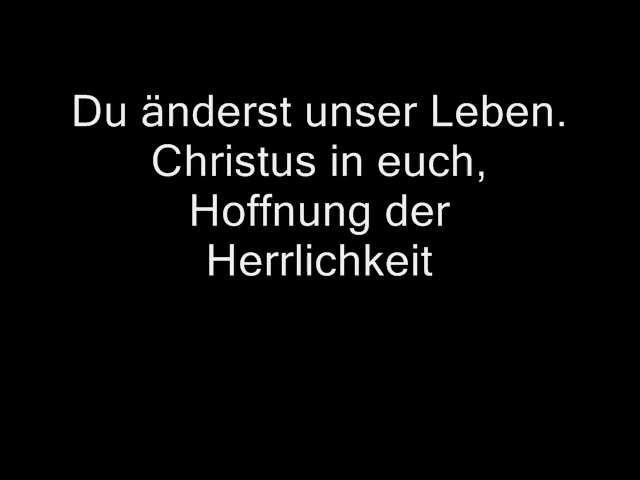 Du änderst unser Leben.
Christus in euch,
Hoffnung der
Herrlichkeit